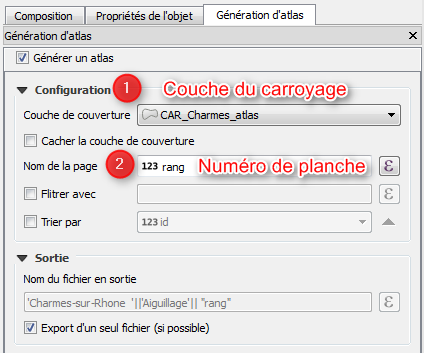 Composition Propriétés de l'objet Génération d'atlas
Génération d'atlas
Générer un atlas
Configuration 1 Couche du carroyage
Couche de couverture CAR_Charmes_atlas
Cacher la couche de couverture
Nom de la page 2 123 rang Numéro de planche ε
Flitrer avec ε
Trier par 123 id
Sortie
Nom du fichier en sortie
'Charmes-sur-Rhone '||'Aiguillage'|| "rang" ε
Export d'un seul fichier (si possible)